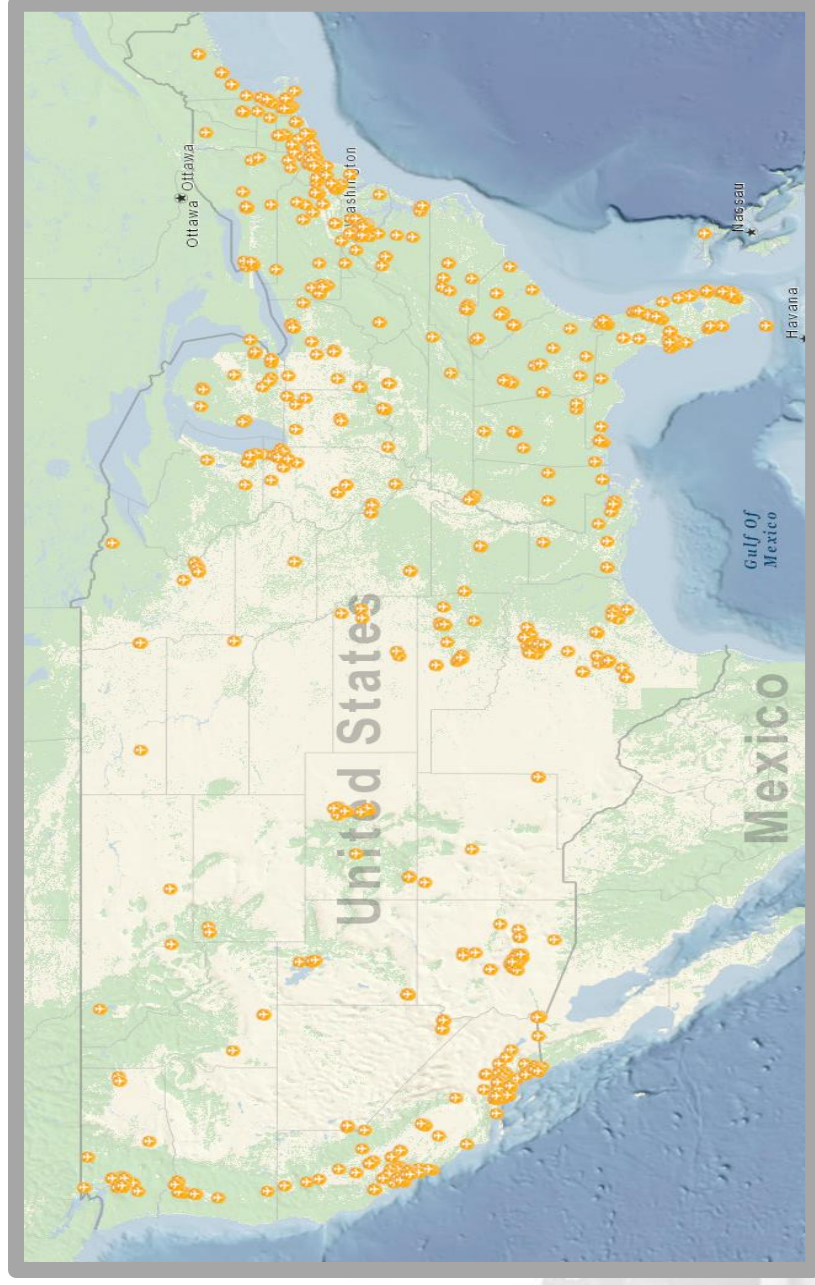 Ottawa
Ottawa
Washington
United States
Nassau
Gulf Of
Mexico
Mexico
Havana